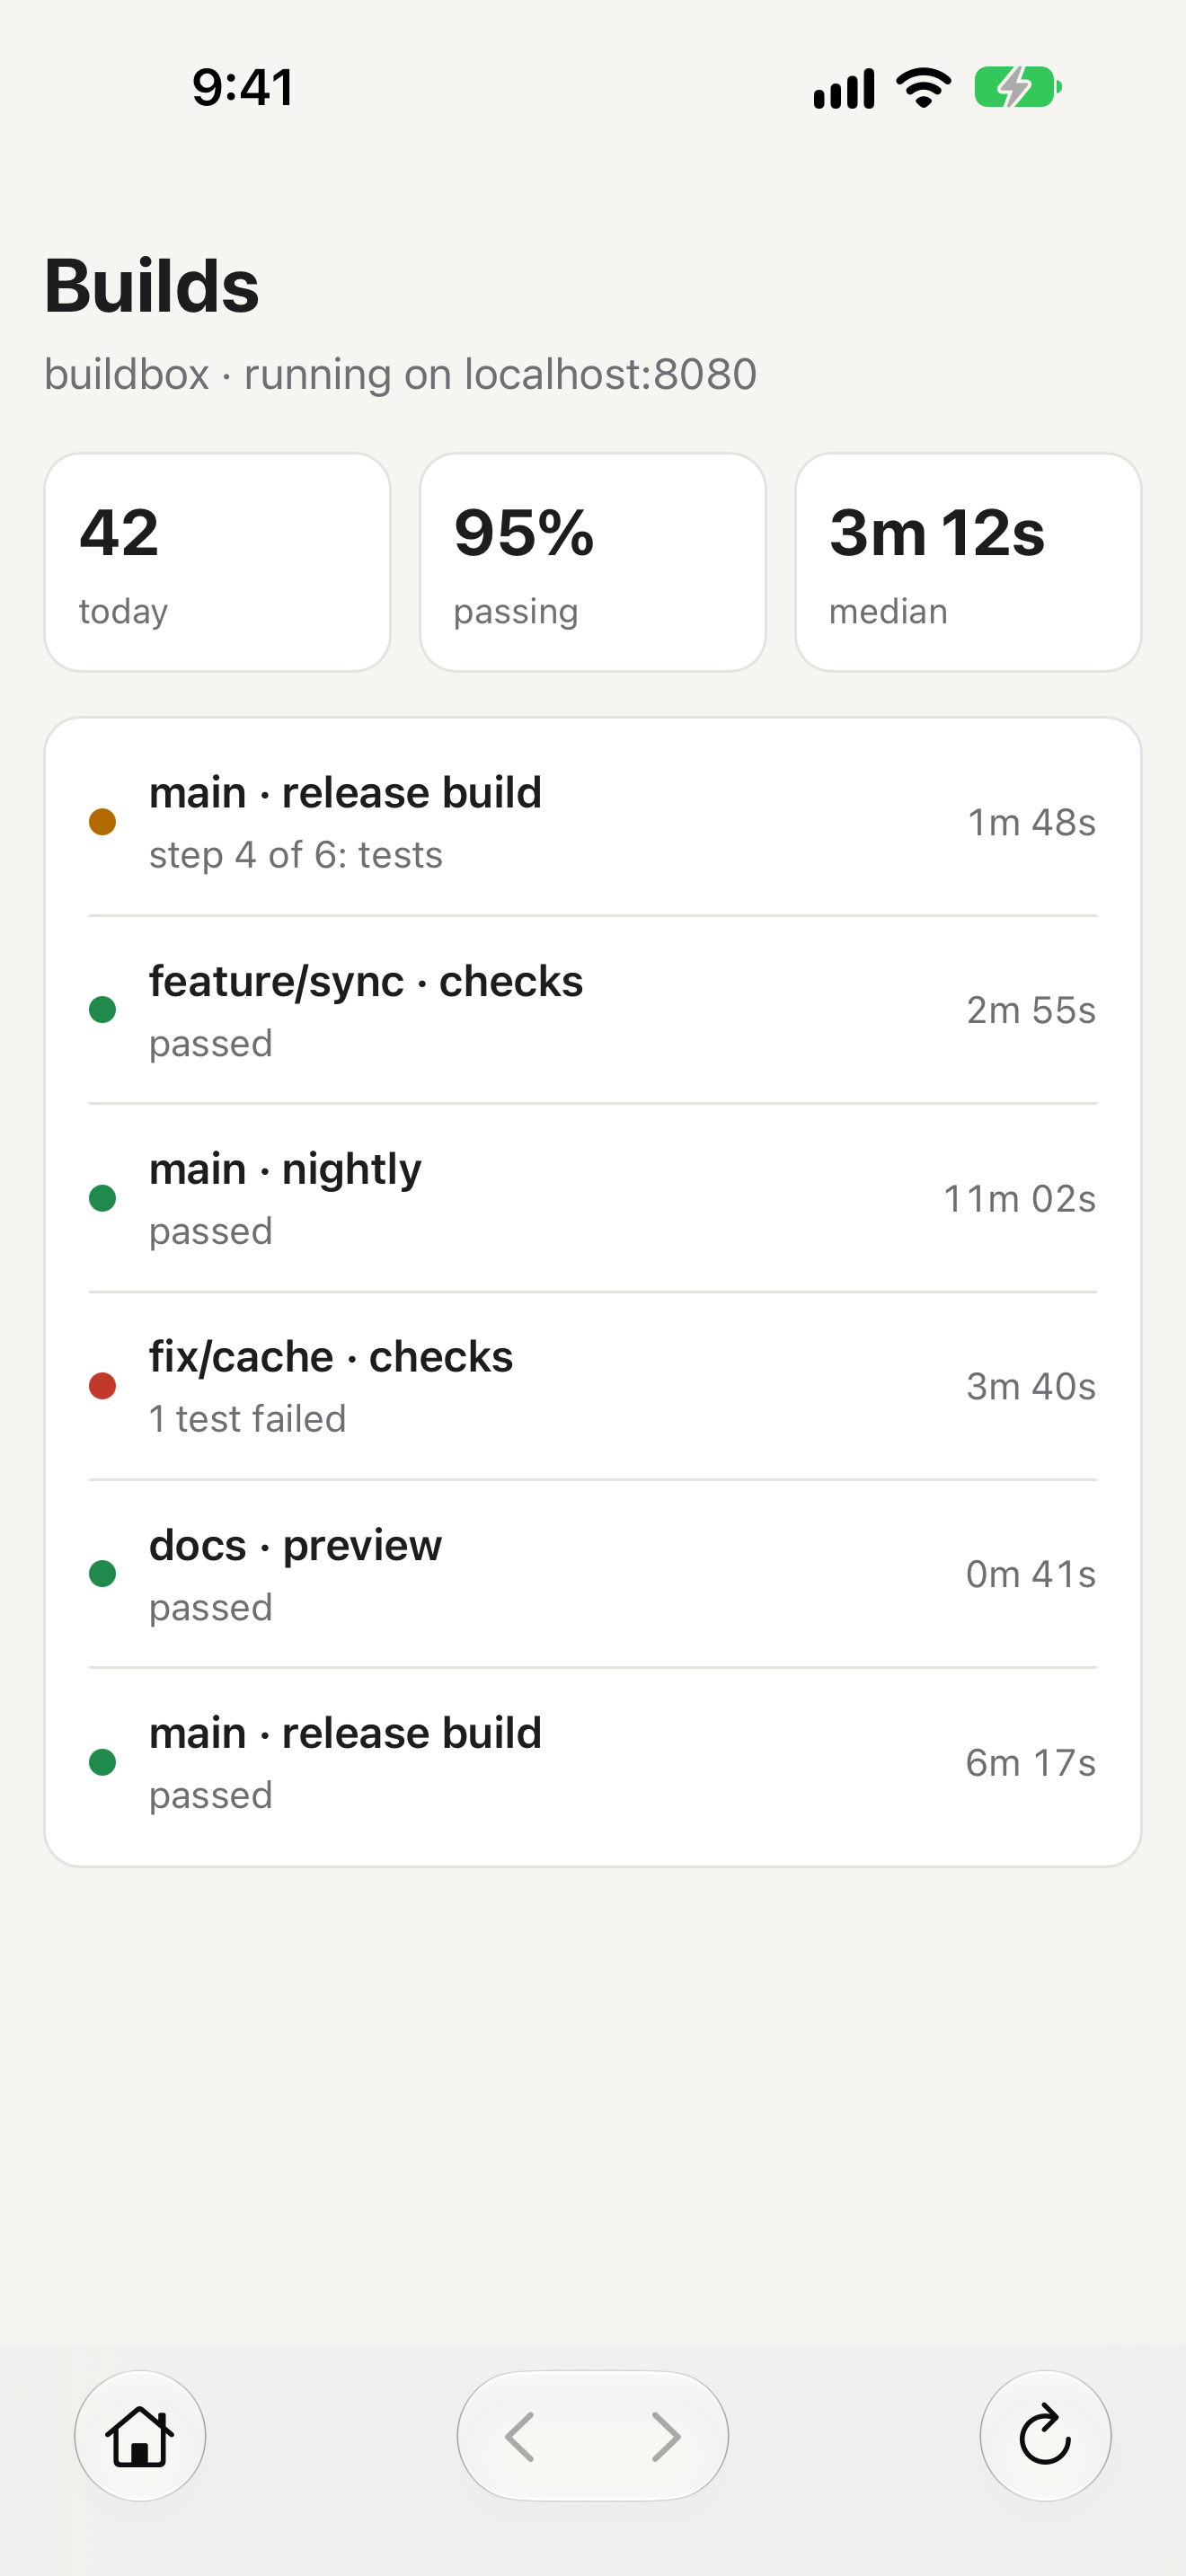 9:41
Builds
buildbox · running on localhost:8080
42
today
95%
passing
3m 12s
median
main · release build
step 4 of 6: tests
1m 48s
feature/sync · checks
passed
2m 55s
main · nightly
passed
11m 02s
fix/cache · checks
1 test failed
3m 40s
docs · preview
passed
0m 41s
main · release build
passed
6m 17s